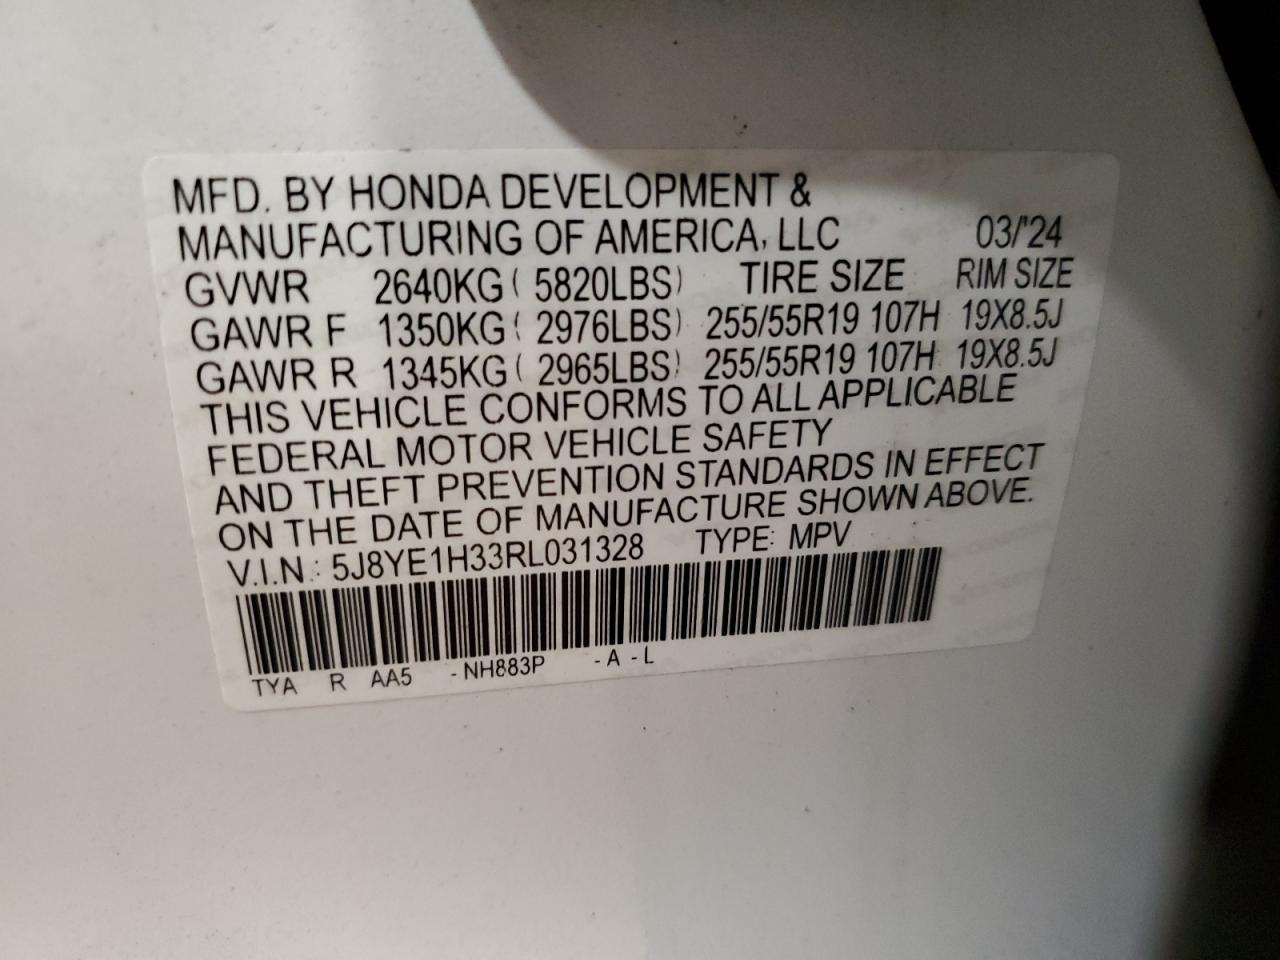 MFD. BY HONDA DEVELOPMENT &
MANUFACTURING OF AMERICA, LLC 03/'24
GVWR 2640KG ( 5820LBS) TIRE SIZE RIM SIZE
GAWR F 1350KG ( 2976LBS) 255/55R19 107H 19X8.5J
GAWR R 1345KG ( 2965LBS) 255/55R19 107H 19X8.5J
THIS VEHICLE CONFORMS TO ALL APPLICABLE
FEDERAL MOTOR VEHICLE SAFETY
AND THEFT PREVENTION STANDARDS IN EFFECT
ON THE DATE OF MANUFACTURE SHOWN ABOVE.
V.I.N.: 5J8YE1H33RL031328 TYPE: MPV
TYA R AA5 - NH883P - A - L